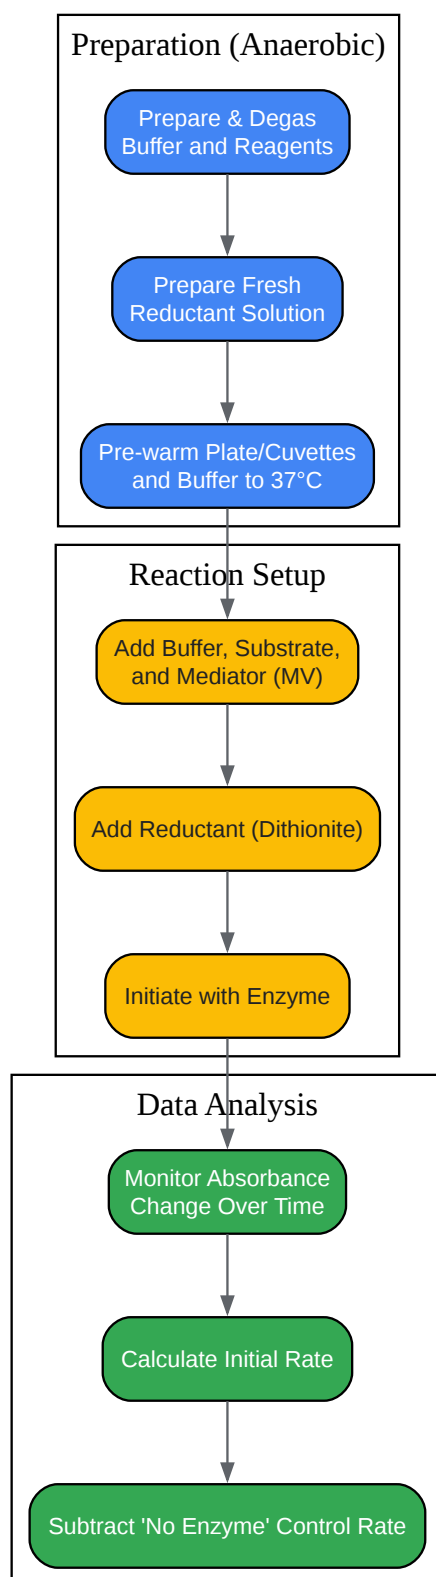 Preparation (Anaerobic)
Prepare & Degas
Buffer and Reagents
Prepare Fresh
Reductant Solution
Pre-warm Plate/Cuvettes
and Buffer to 37°C
Reaction Setup
Add Buffer, Substrate,
and Mediator (MV)
Add Reductant (Dithionite)
Initiate with Enzyme
Data Analysis
Monitor Absorbance
Change Over Time
Calculate Initial Rate
Subtract 'No Enzyme' Control Rate